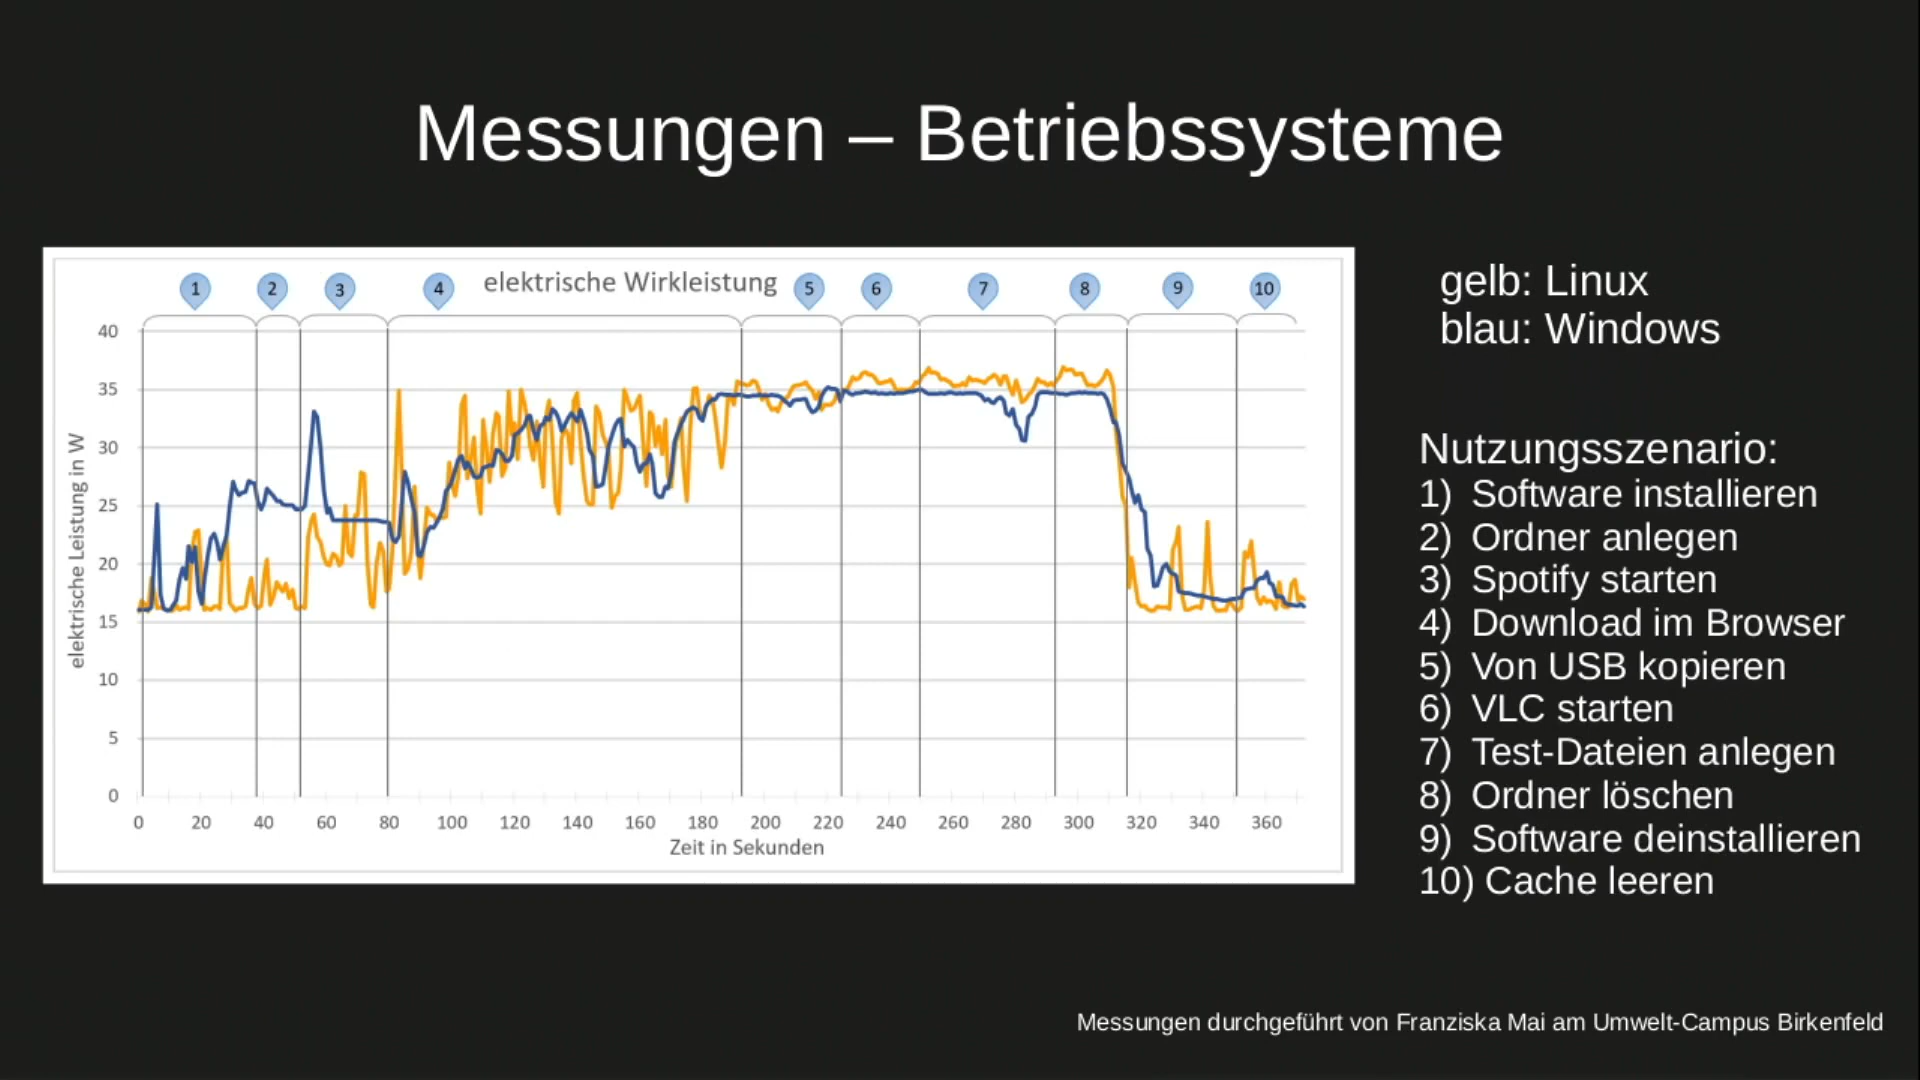 Messungen – Betriebssysteme
elektrische Wirkleistung
1 2 3 4 5 6 7 8 9 10
elektrische Leistung in W
40
35
30
25
20
15
10
5
0
0 20 40 60 80 100 120 140 160 180 200 220 240 260 280 300 320 340 360
Zeit in Sekunden
gelb: Linux
blau: Windows
Nutzungsszenario:
1) Software installieren
2) Ordner anlegen
3) Spotify starten
4) Download im Browser
5) Von USB kopieren
6) VLC starten
7) Test-Dateien anlegen
8) Ordner löschen
9) Software deinstallieren
10) Cache leeren
Messungen durchgeführt von Franziska Mai am Umwelt-Campus Birkenfeld